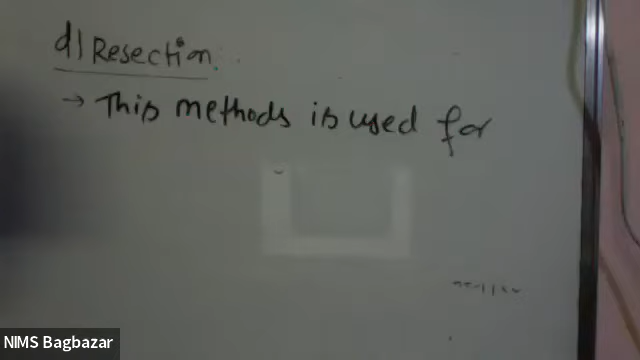 d) Resection
→ This methods is used for
NIMS Bagbazar